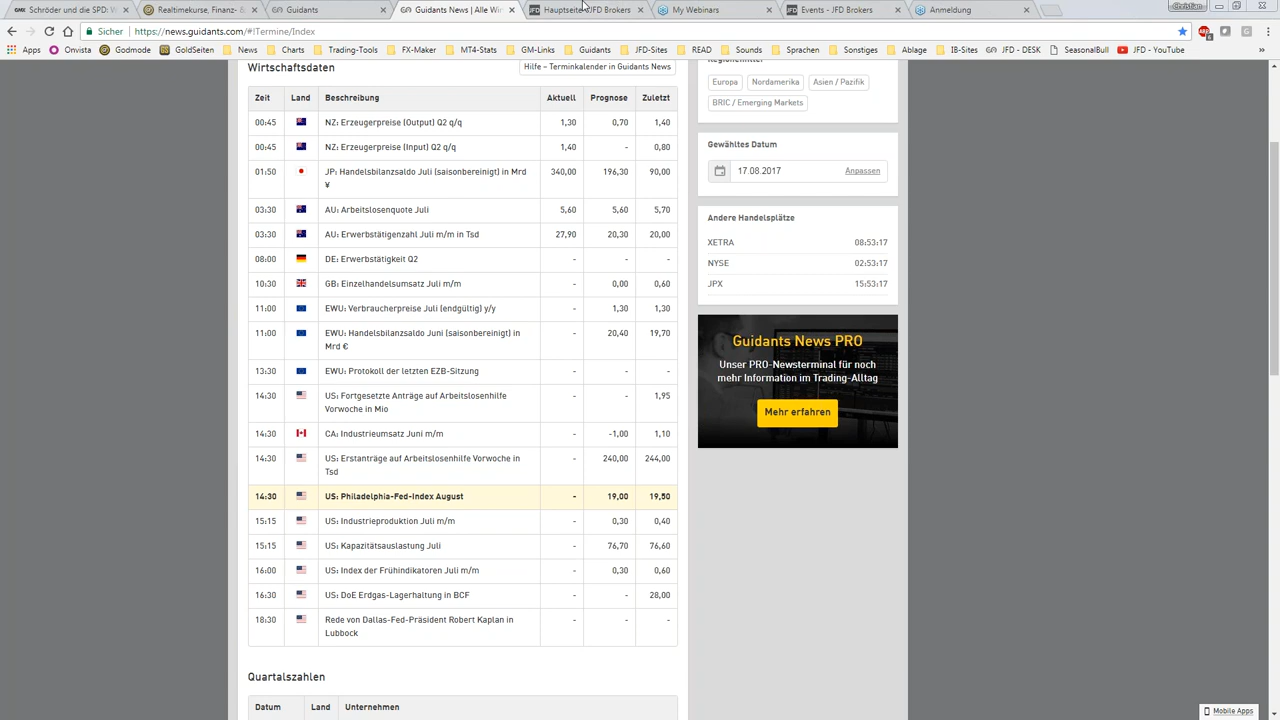 Schröder und die SPD: W
Realtimekurse, Finanz- &
Guidants
Guidants News | Alle Wir
Hauptseite - JFD Brokers
My Webinars
Events - JFD Brokers
Anmeldung
Christian
Sicher
https://news.guidants.com/#!Termine/Index
Apps
Onvista
Godmode
GoldSeiten
News
Charts
Trading-Tools
FX-Maker
MT4-Stats
GM-Links
Guidants
JFD-Sites
READ
Sounds
Sprachen
Sonstiges
Ablage
IB-Sites
JFD - DESK
SeasonalBull
JFD - YouTube
Wirtschaftsdaten
Hilfe – Terminkalender in Guidants News
Zeit Land Beschreibung Aktuell Prognose Zuletzt
00:45 NZ: Erzeugerpreise (Output) Q2 q/q 1,30 0,70 1,40
00:45 NZ: Erzeugerpreise (Input) Q2 q/q 1,40 - 0,80
01:50 JP: Handelsbilanzsaldo Juli (saisonbereinigt) in Mrd 340,00 196,30 90,00
¥
03:30 AU: Arbeitslosenquote Juli 5,60 5,60 5,70
03:30 AU: Erwerbstätigenzahl Juli m/m in Tsd 27,90 20,30 20,00
08:00 DE: Erwerbstätigkeit Q2 - - -
10:30 GB: Einzelhandelsumsatz Juli m/m - 0,00 0,60
11:00 EWU: Verbraucherpreise Juli (endgültig) y/y - 1,30 1,30
11:00 EWU: Handelsbilanzsaldo Juni (saisonbereinigt) in - 20,40 19,70
Mrd €
13:30 EWU: Protokoll der letzten EZB-Sitzung - - -
14:30 US: Fortgesetzte Anträge auf Arbeitslosenhilfe - - 1,95
Vorwoche in Mio
14:30 CA: Industrieumsatz Juni m/m - -1,00 1,10
14:30 US: Erstanträge auf Arbeitslosenhilfe Vorwoche in - 240,00 244,00
Tsd
14:30 US: Philadelphia-Fed-Index August - 19,00 19,50
15:15 US: Industrieproduktion Juli m/m - 0,30 0,40
15:15 US: Kapazitätsauslastung Juli - 76,70 76,60
16:00 US: Index der Frühindikatoren Juli m/m - 0,30 0,60
16:30 US: DoE Erdgas-Lagerhaltung in BCF - - 28,00
18:30 Rede von Dallas-Fed-Präsident Robert Kaplan in - - -
Lubbock
Quartalszahlen
Datum Land Unternehmen
Europa
Nordamerika
Asien / Pazifik
BRIC / Emerging Markets
Gewähltes Datum
17.08.2017
Anpassen
Andere Handelsplätze
XETRA 08:53:17
NYSE 02:53:17
JPX 15:53:17
Guidants News PRO
Unser PRO-Newsterminal für noch
mehr Information im Trading-Alltag
Mehr erfahren
Mobile Apps